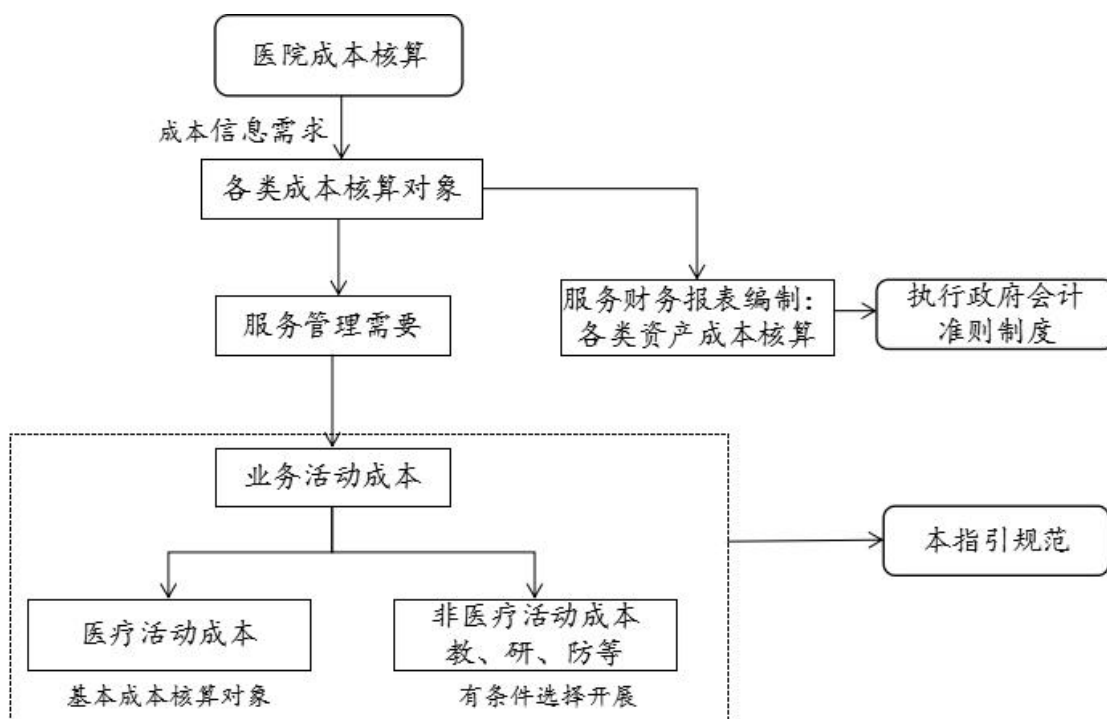 医院成本核算
成本信息需求
各类成本核算对象
服务管理需要
服务财务报表编制：
各类资产成本核算
执行政府会计
准则制度
业务活动成本
本指引规范
医疗活动成本
非医疗活动成本
教、研、防等
基本成本核算对象
有条件选择开展